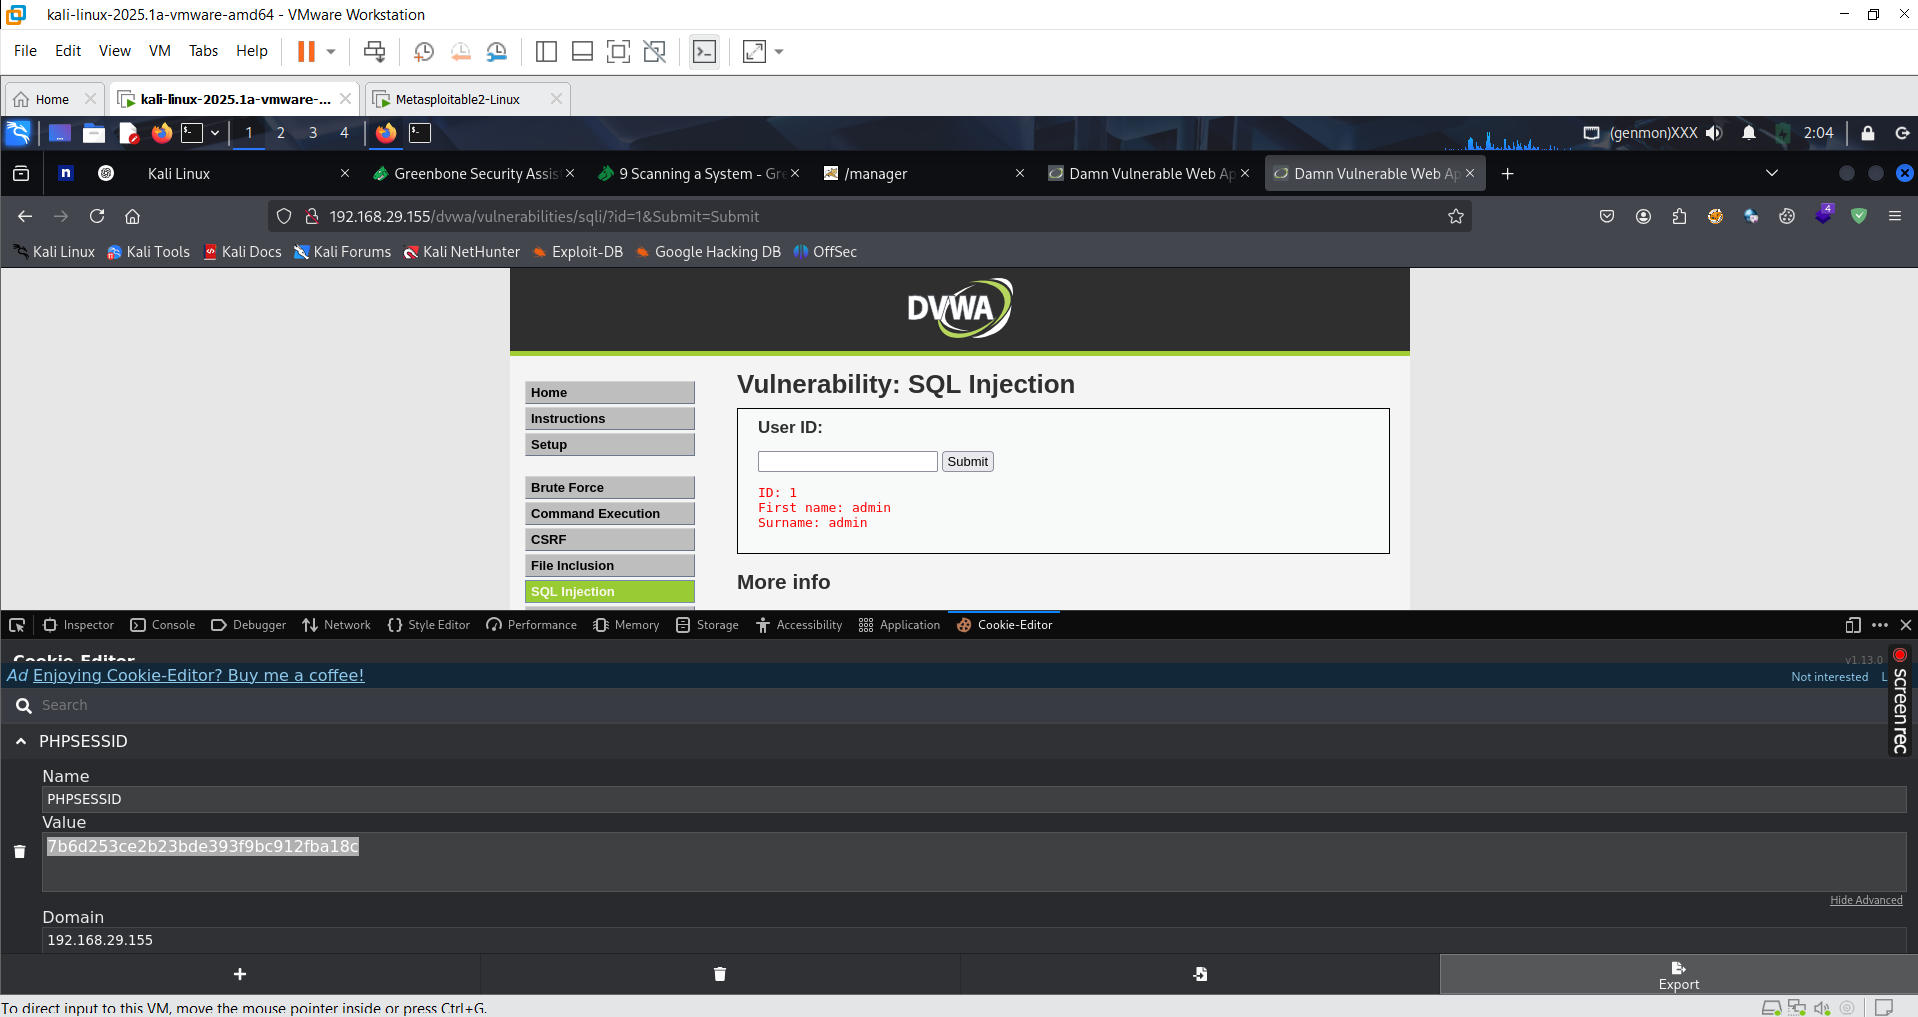 kali-linux-2025.1a-vmware-amd64 - VMware Workstation
File Edit View VM Tabs Help
Home kali-linux-2025.1a-vmware-... Metasploitable2-Linux
1 2 3 4 (genmon)XXX 2:04
n Kali Linux Greenbone Security Assis 9 Scanning a System - Gre /manager Damn Vulnerable Web Ap Damn Vulnerable Web Ap
192.168.29.155/dvwa/vulnerabilities/sqli/?id=1&Submit=Submit 4
Kali Linux Kali Tools Kali Docs Kali Forums Kali NetHunter Exploit-DB Google Hacking DB OffSec
DVWA
Home
Instructions
Setup
Brute Force
Command Execution
CSRF
File Inclusion
SQL Injection
Vulnerability: SQL Injection
User ID:
Submit
ID: 1
First name: admin
Surname: admin
More info
Inspector Console Debugger Network Style Editor Performance Memory Storage Accessibility Application Cookie-Editor
Cookie-Editor v1.13.0
Ad Enjoying Cookie-Editor? Buy me a coffee! Not interested L
Search
screenrec
PHPSESSID
Name
PHPSESSID
Value
7b6d253ce2b23bde393f9bc912fba18c
Hide Advanced
Domain
192.168.29.155
Export
To direct input to this VM, move the mouse pointer inside or press Ctrl+G.